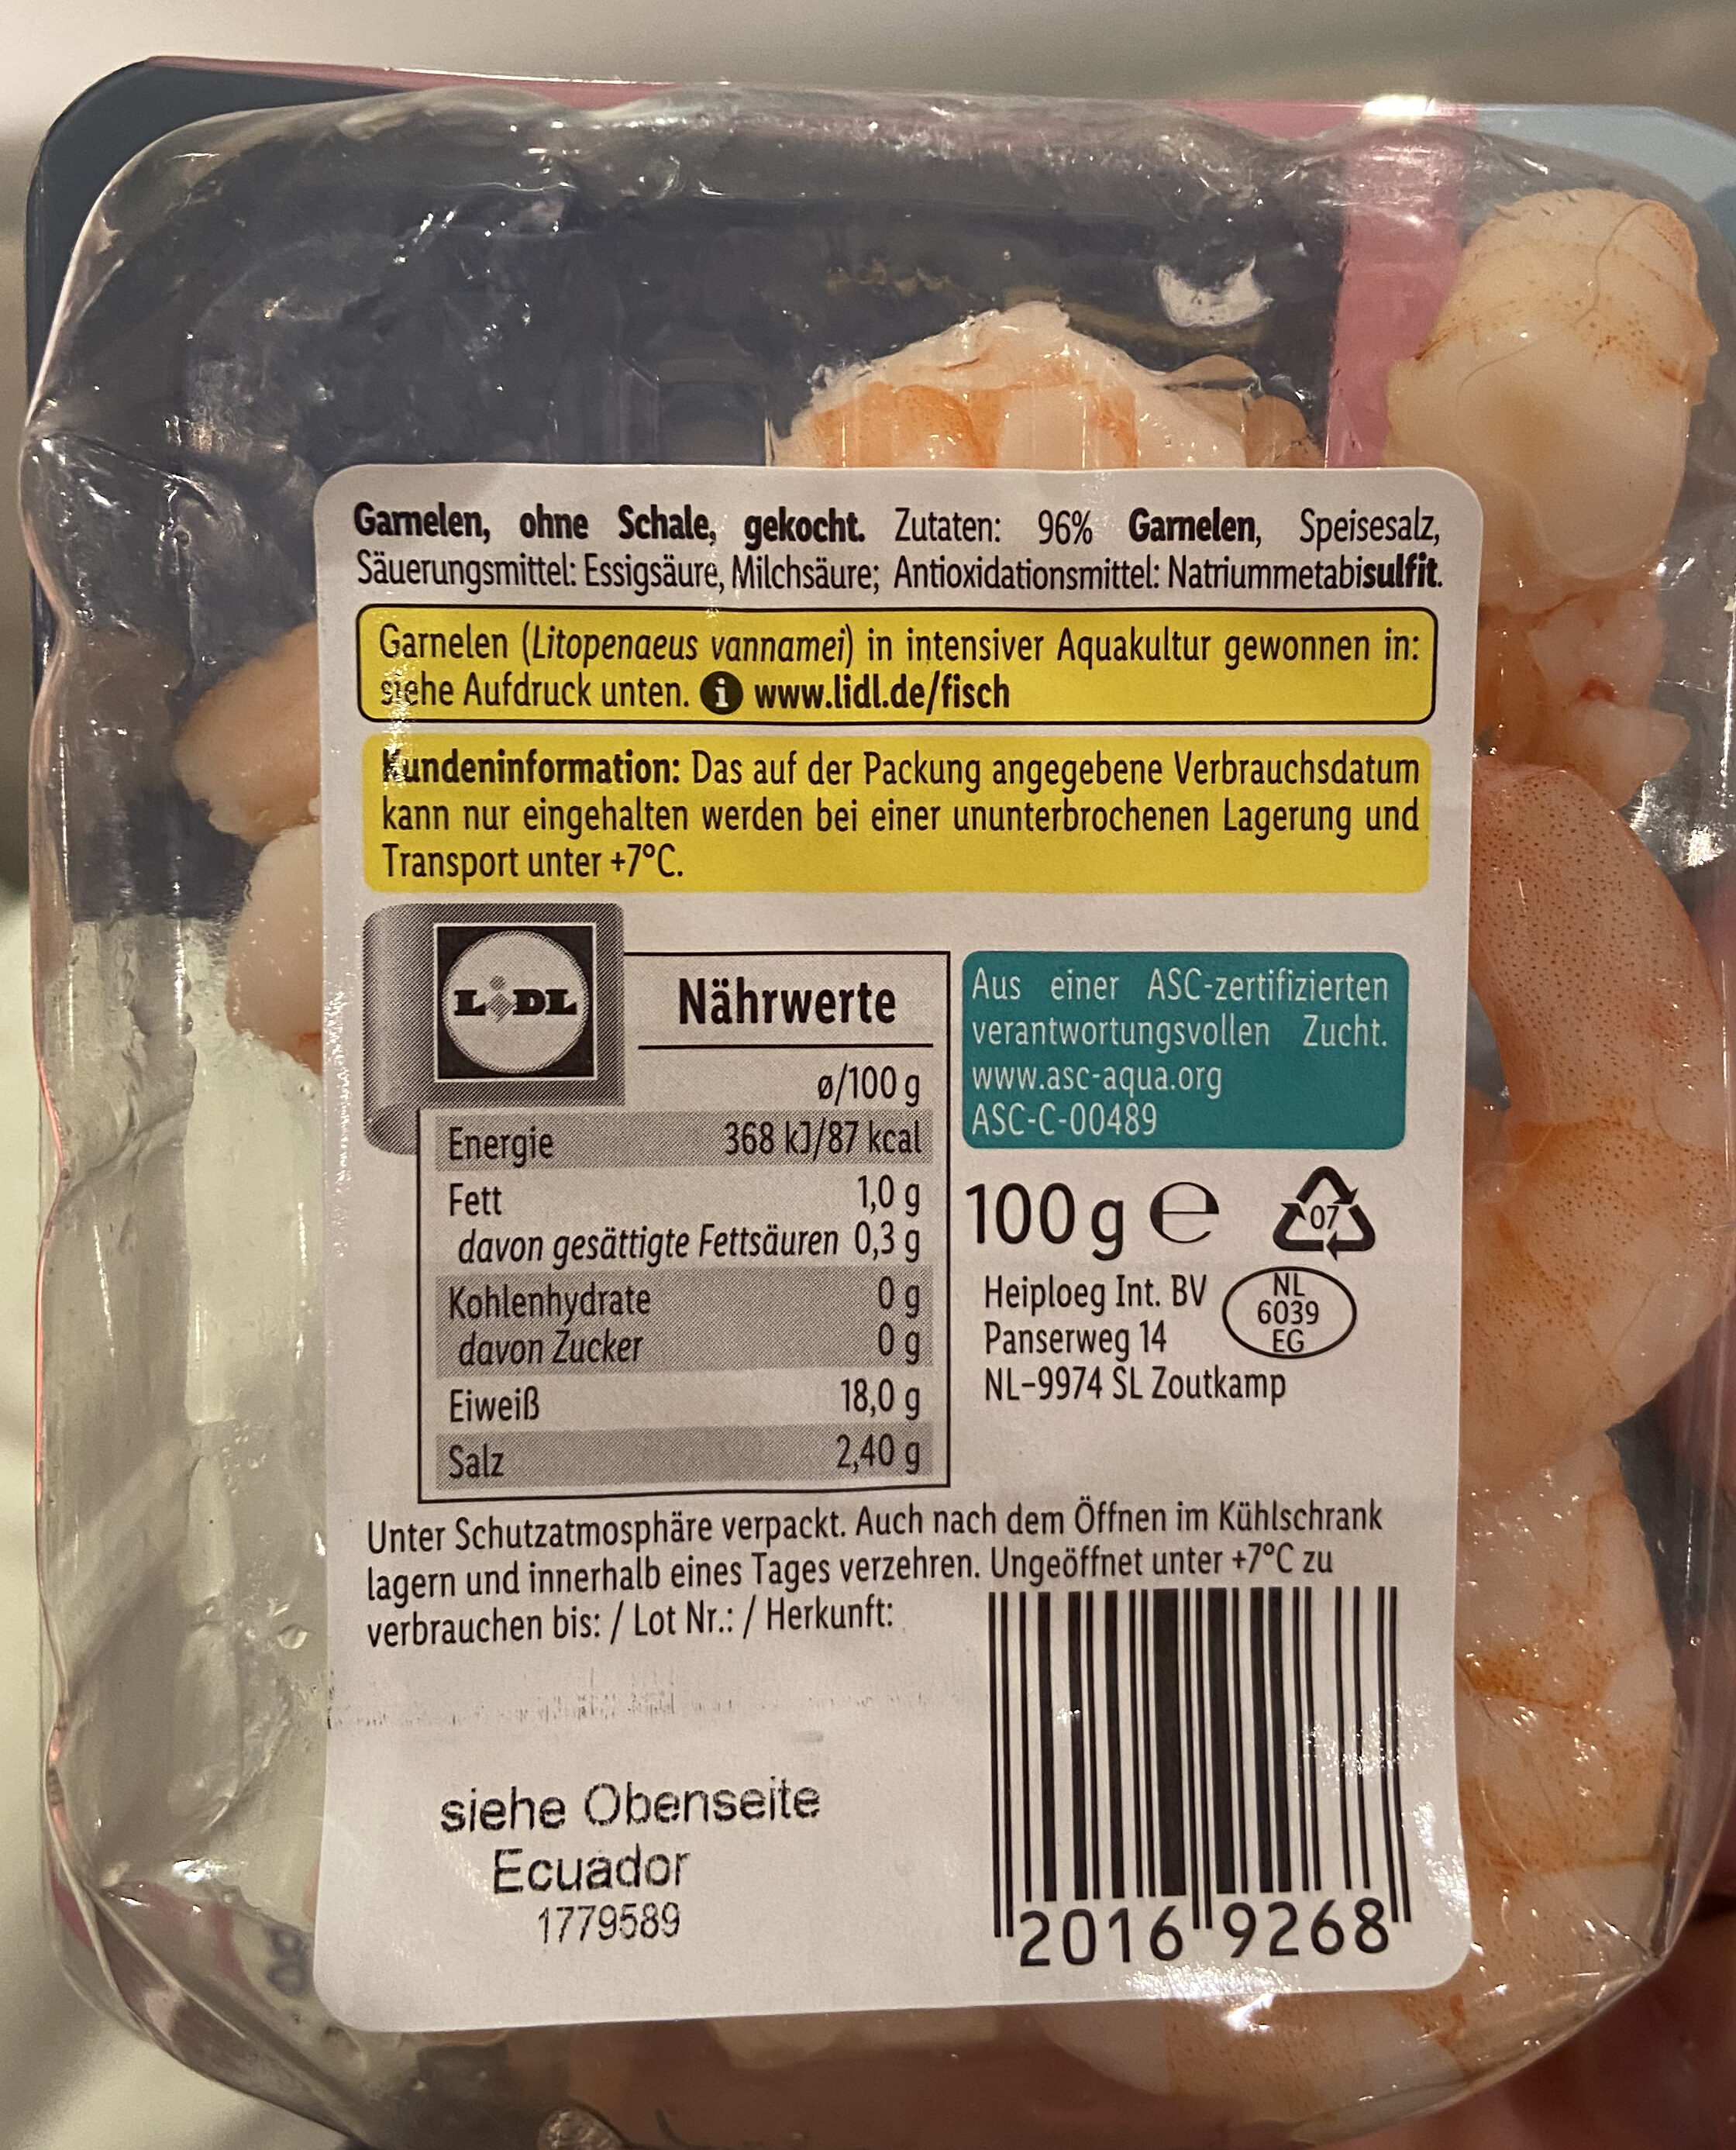 Garnelen, ohne Schale, gekocht. Zutaten: 96% Garnelen, Speisesalz,
Säuerungsmittel: Essigsäure, Milchsäure; Antioxidationsmittel: Natriummetabisulfit.
Garnelen (Litopenaeus vannamei) in intensiver Aquakultur gewonnen in:
siehe Aufdruck unten. i www.lidl.de/fisch
Kundeninformation: Das auf der Packung angegebene Verbrauchsdatum
kann nur eingehalten werden bei einer ununterbrochenen Lagerung und
Transport unter +7°C.
LIDL
Nährwerte
ø/100 g
Energie 368 kJ/87 kcal
Fett 1,0 g
davon gesättigte Fettsäuren 0,3 g
Kohlenhydrate 0 g
davon Zucker 0 g
Eiweiß 18,0 g
Salz 2,40 g
Aus einer ASC-zertifizierten
verantwortungsvollen Zucht.
www.asc-aqua.org
ASC-C-00489
100 g ℮
07
Heiploeg Int. BV
Panserweg 14
NL-9974 SL Zoutkamp
NL
6039
EG
Unter Schutzatmosphäre verpackt. Auch nach dem Öffnen im Kühlschrank
lagern und innerhalb eines Tages verzehren. Ungeöffnet unter +7°C zu
verbrauchen bis: / Lot Nr.: / Herkunft:
siehe Obenseite
Ecuador
1779589
2016 9268